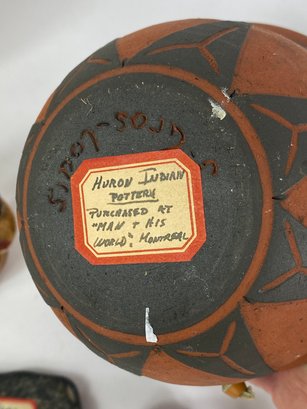 HURON INDIAN
POTTERY
PURCHASED AT
"MAN + HIS
WORLD". MONTREAL